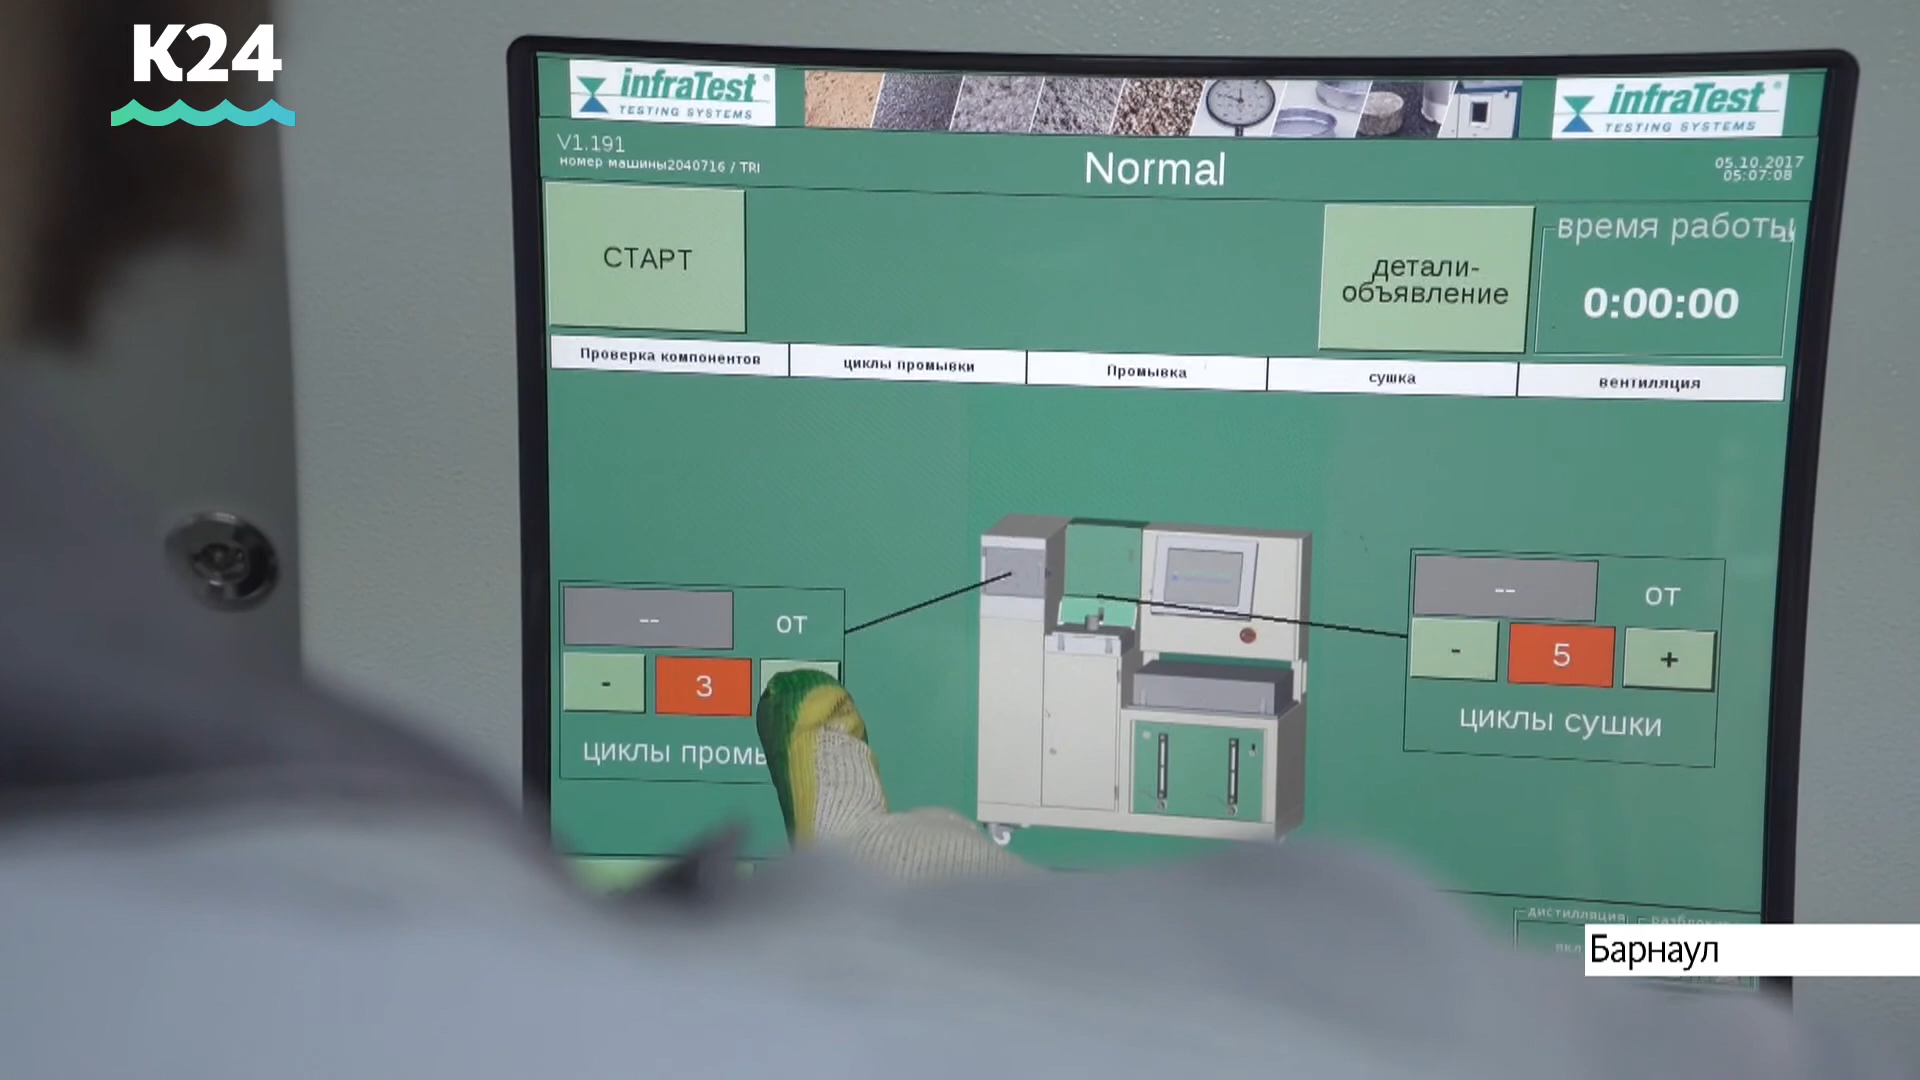 K24
infraTest®
TESTING SYSTEMS
infraTest®
TESTING SYSTEMS
V1.191
номер машины2040716 / TRI
Normal
05.10.2017
05:07:08
СТАРТ
детали-
объявление
время работы
0:00:00
Проверка компонентов
циклы промывки
Промывка
сушка
вентиляция
--
от
-
3
циклы пром
--
от
-
5
+
циклы сушки
дистилляция
Барнаул